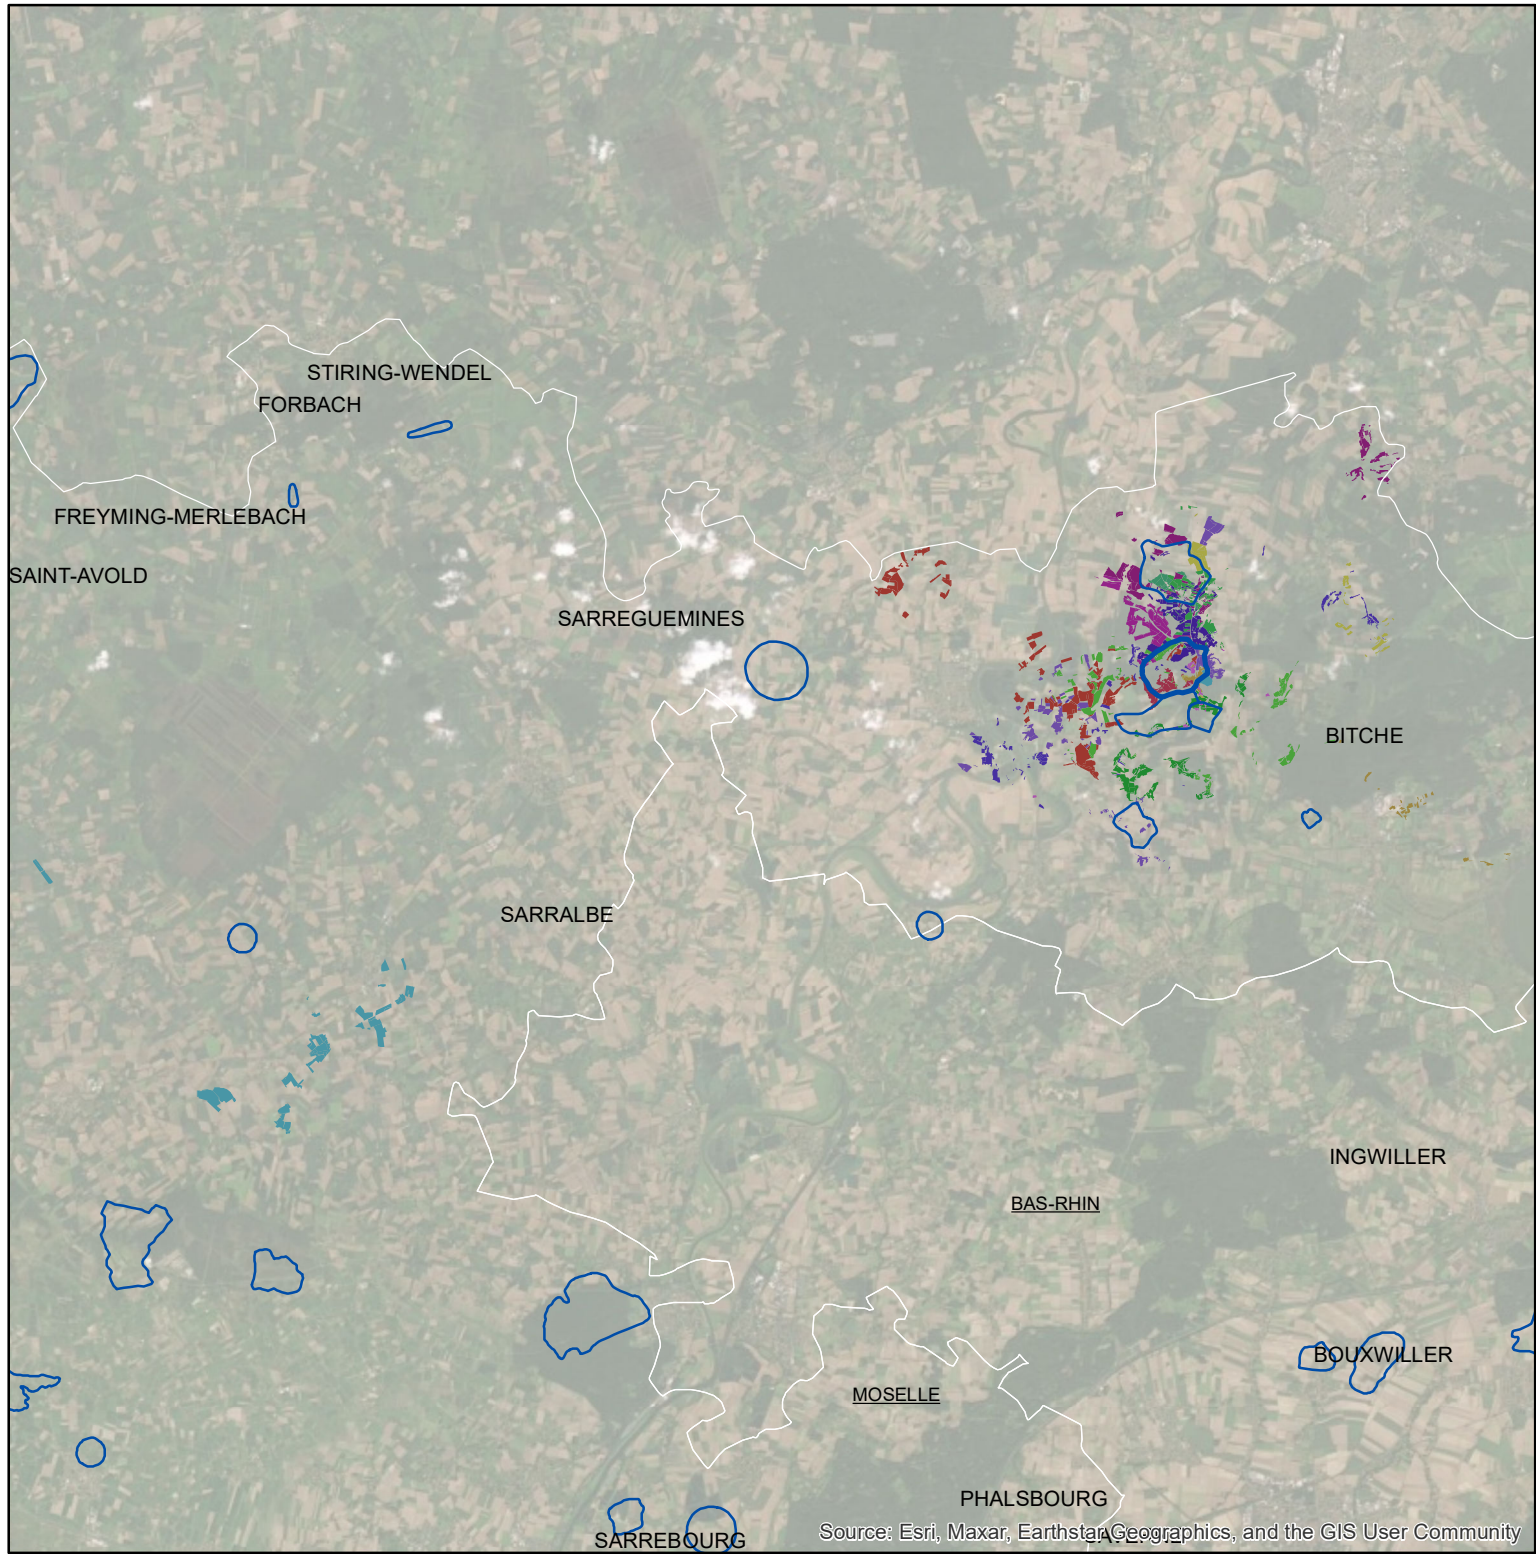 STIRING-WENDEL
FORBACH
FREYMING-MERLEBACH
SAINT-AVOLD
SARREGUEMINES
BITCHE
SARRALBE
INGWILLER
BAS-RHIN
BOUXWILLER
MOSELLE
PHALSBOURG
Source: Esri, Maxar, Earthstar Geographics, and the GIS User Community
SARREBOURG